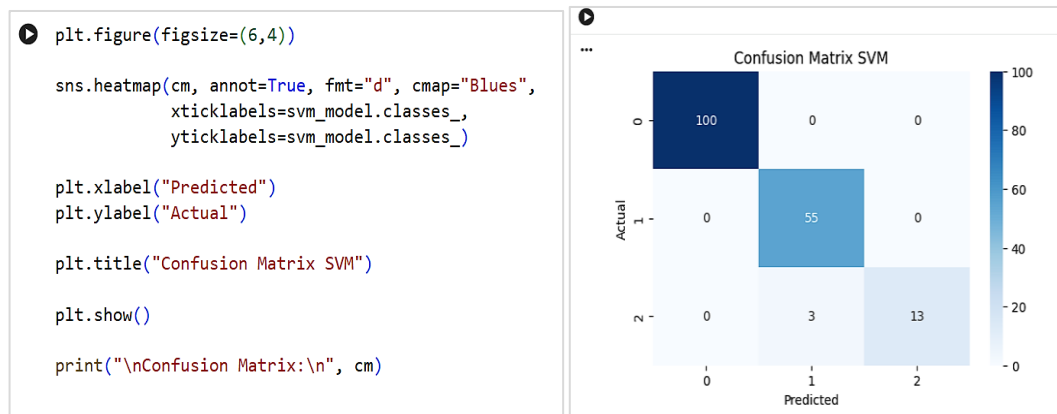 plt.figure(figsize=(6,4))
sns.heatmap(cm, annot=True, fmt="d", cmap="Blues",
xticklabels=svm_model.classes_,
yticklabels=svm_model.classes_)
plt.xlabel("Predicted")
plt.ylabel("Actual")
plt.title("Confusion Matrix SVM")
plt.show()
print("\nConfusion Matrix:\n", cm)
Confusion Matrix SVM
0 100 0 0
1 0 55 0
2 0 3 13
Actual
0 1 2
Predicted
100
80
60
40
20
0